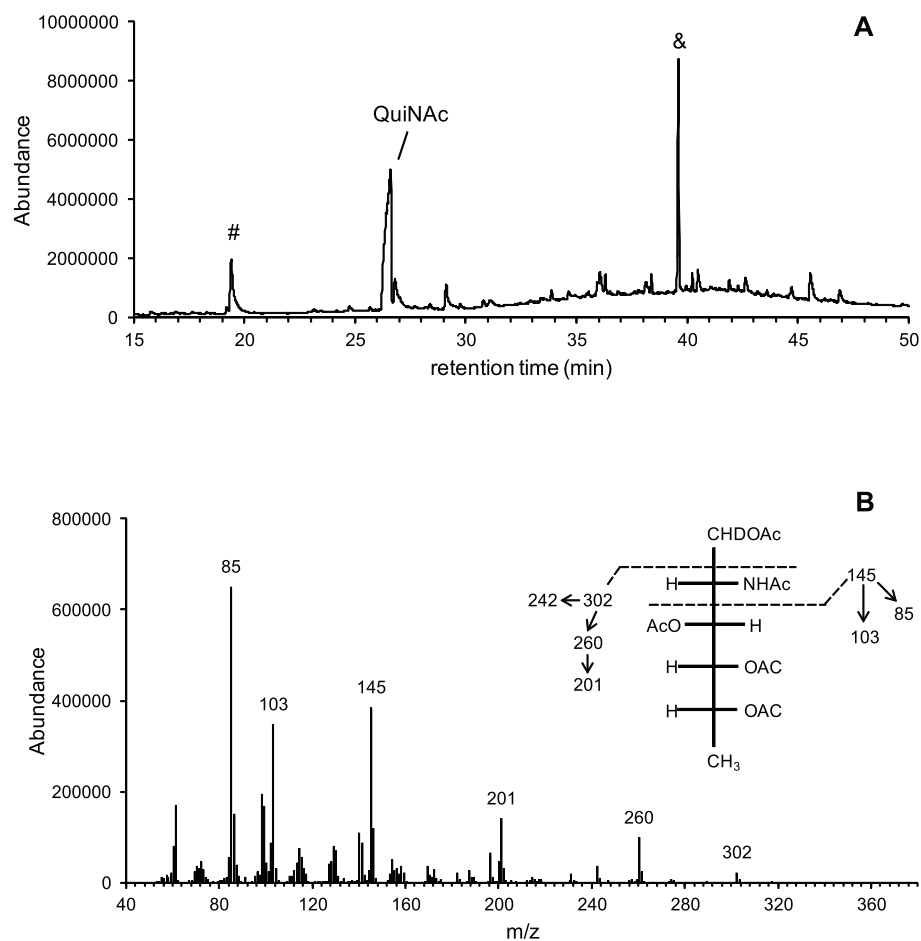 A
10000000
8000000
6000000
4000000
2000000
0
Abundance
#
QuiNAc
&
15 20 25 30 35 40 45 50
retention time (min)
B
800000
600000
400000
200000
0
Abundance
85
103
145
201
260
302
CHDOAc
H NHAc
145
242 302
85
AcO H
103
260
H OAC
201
H OAC
CH3
40 80 120 160 200 240 280 320 360
m/z